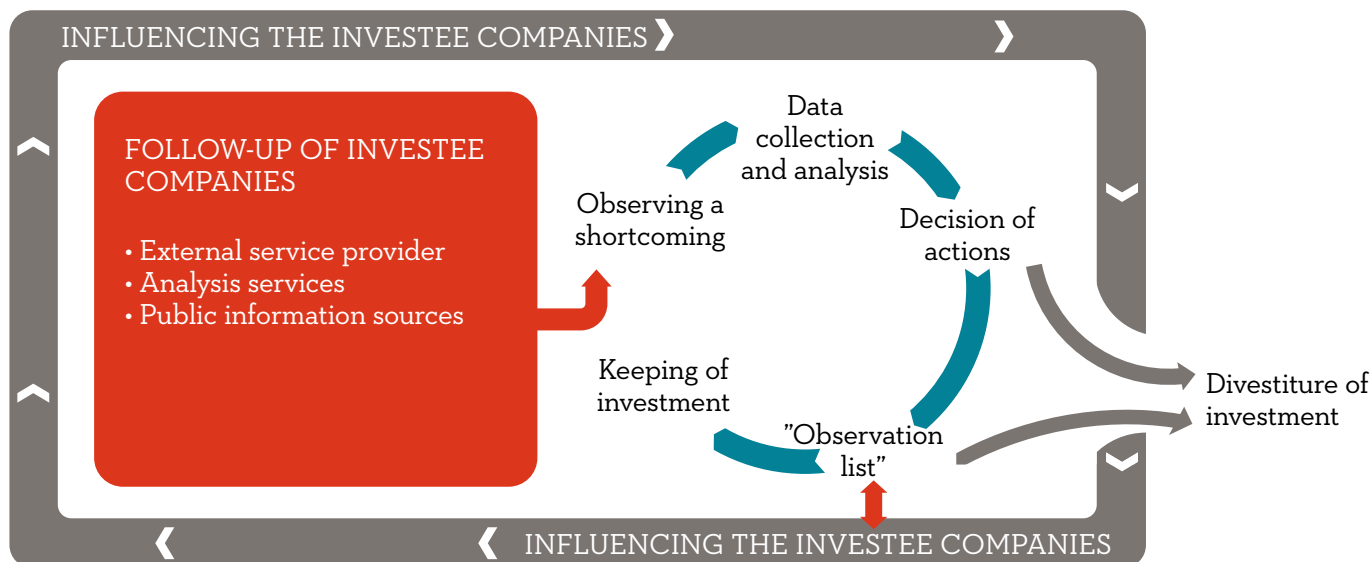 INFLUENCING THE INVESTEE COMPANIES
FOLLOW-UP OF INVESTEE
COMPANIES
• External service provider
• Analysis services
• Public information sources
Observing a
shortcoming
Data
collection
and analysis
Decision of
actions
"Observation
list”
Keeping of
investment
Divestiture of
investment
INFLUENCING THE INVESTEE COMPANIES